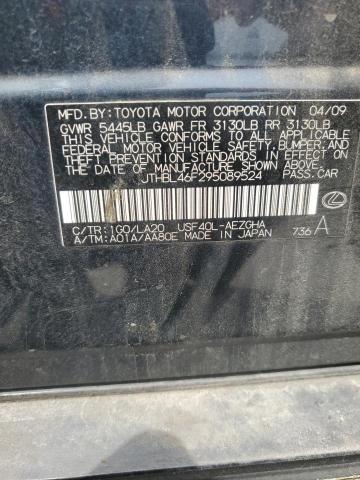 MFD. BY: TOYOTA MOTOR CORPORATION 04/09
GVWR 5445LB GAWR FR 3130LB RR 3130LB
THIS VEHICLE CONFORMS TO ALL APPLICABLE
FEDERAL MOTOR VEHICLE SAFETY, BUMPER, AND
THEFT PREVENTION STANDARDS IN EFFECT ON
THE DATE OF MANUFACTURE SHOWN ABOVE.
JTHBL46F295089524 PASS. CAR
C/TR: 1G0/LA20 USF40L-AEZGHA
A/TM: A01A/AA80E MADE IN JAPAN 736 A